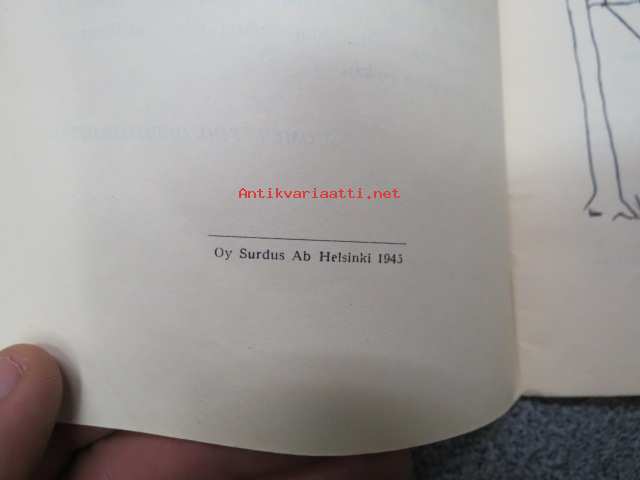 Antikvariaatti.net
Oy Surdus Ab Helsinki 1945